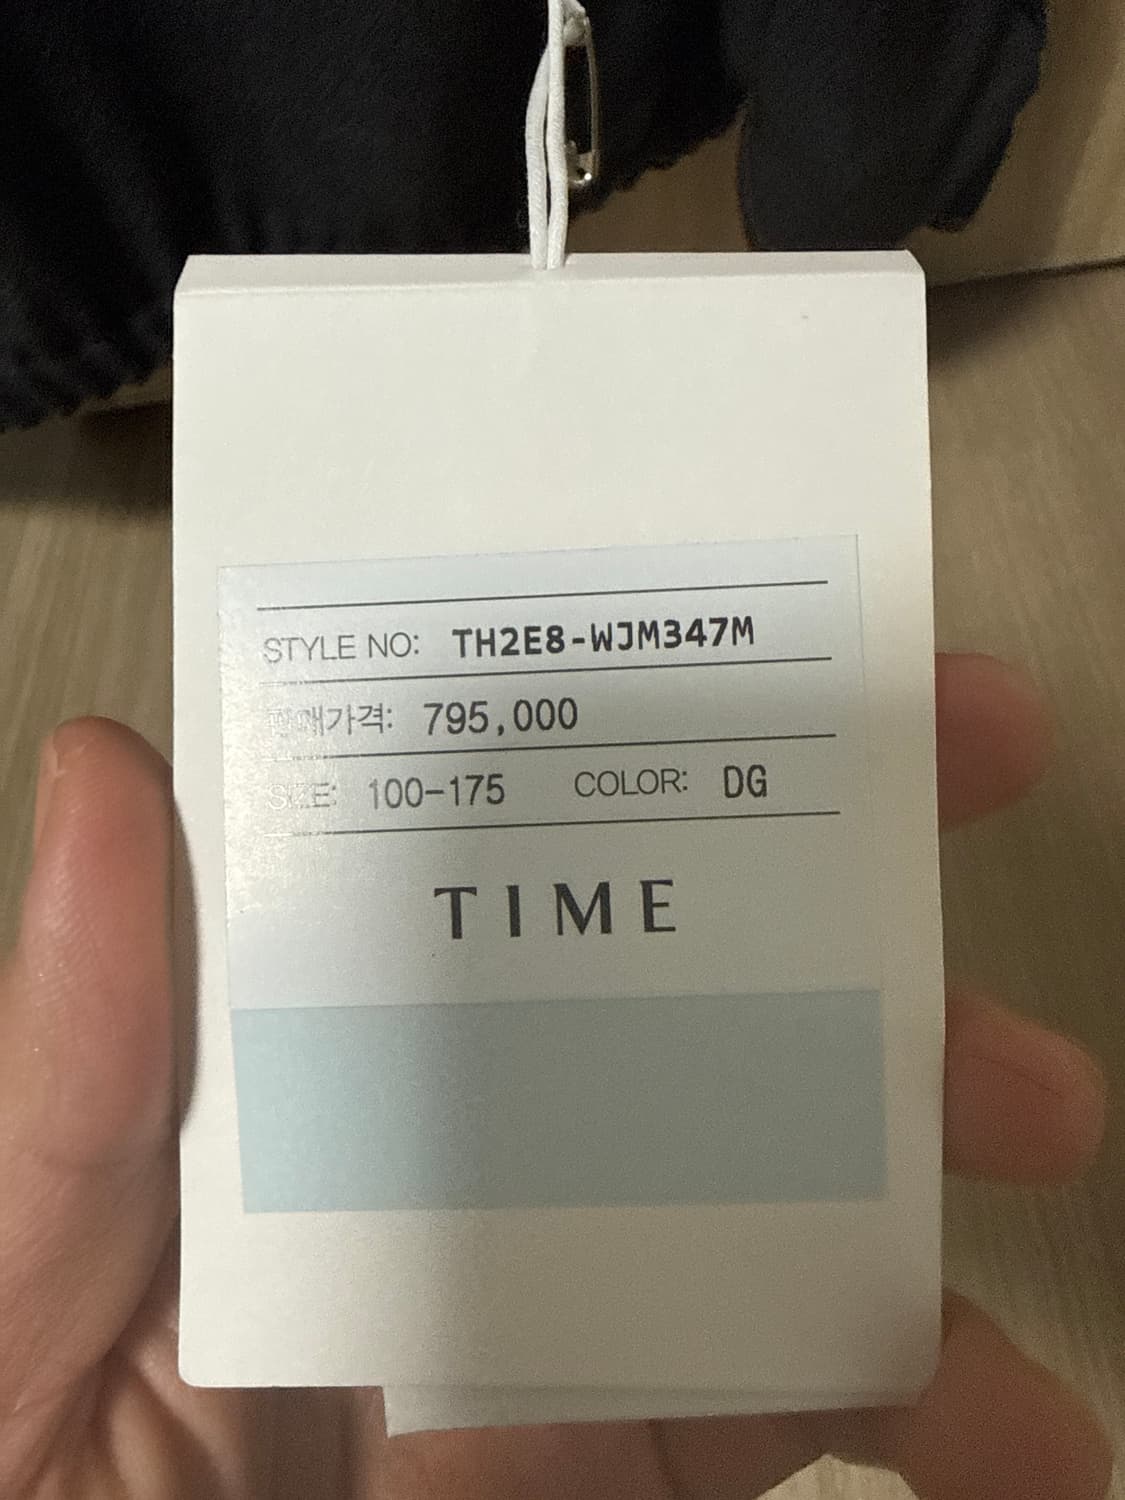 STYLE NO: TH2E8-WJM347M
판매가격: 795,000
SIZE: 100-175 COLOR: DG
TIME